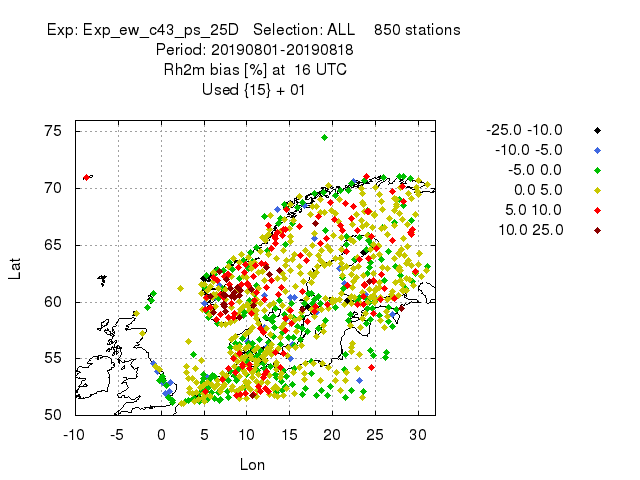 Exp: Exp_ew_c43_ps_25D   Selection: ALL    850 stations
Period: 20190801-20190818
Rh2m bias [%] at  16 UTC
Used {15} + 01
75
70
65
60
55
50
Lat
-10 -5 0 5 10 15 20 25 30
Lon
-25.0 -10.0
-10.0 -5.0
-5.0 0.0
0.0 5.0
5.0 10.0
10.0 25.0